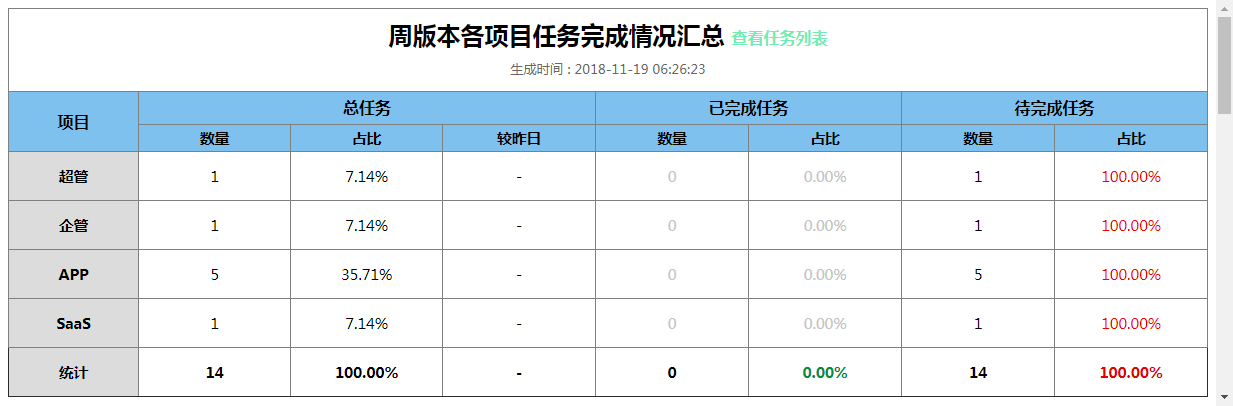 周版本各项目任务完成情况汇总 查看任务列表
生成时间 : 2018-11-19 06:26:23
项目 总任务 已完成任务 待完成任务
数量 占比 较昨日 数量 占比 数量 占比
超管 1 7.14% - 0 0.00% 1 100.00%
企管 1 7.14% - 0 0.00% 1 100.00%
APP 5 35.71% - 0 0.00% 5 100.00%
SaaS 1 7.14% - 0 0.00% 1 100.00%
统计 14 100.00% - 0 0.00% 14 100.00%